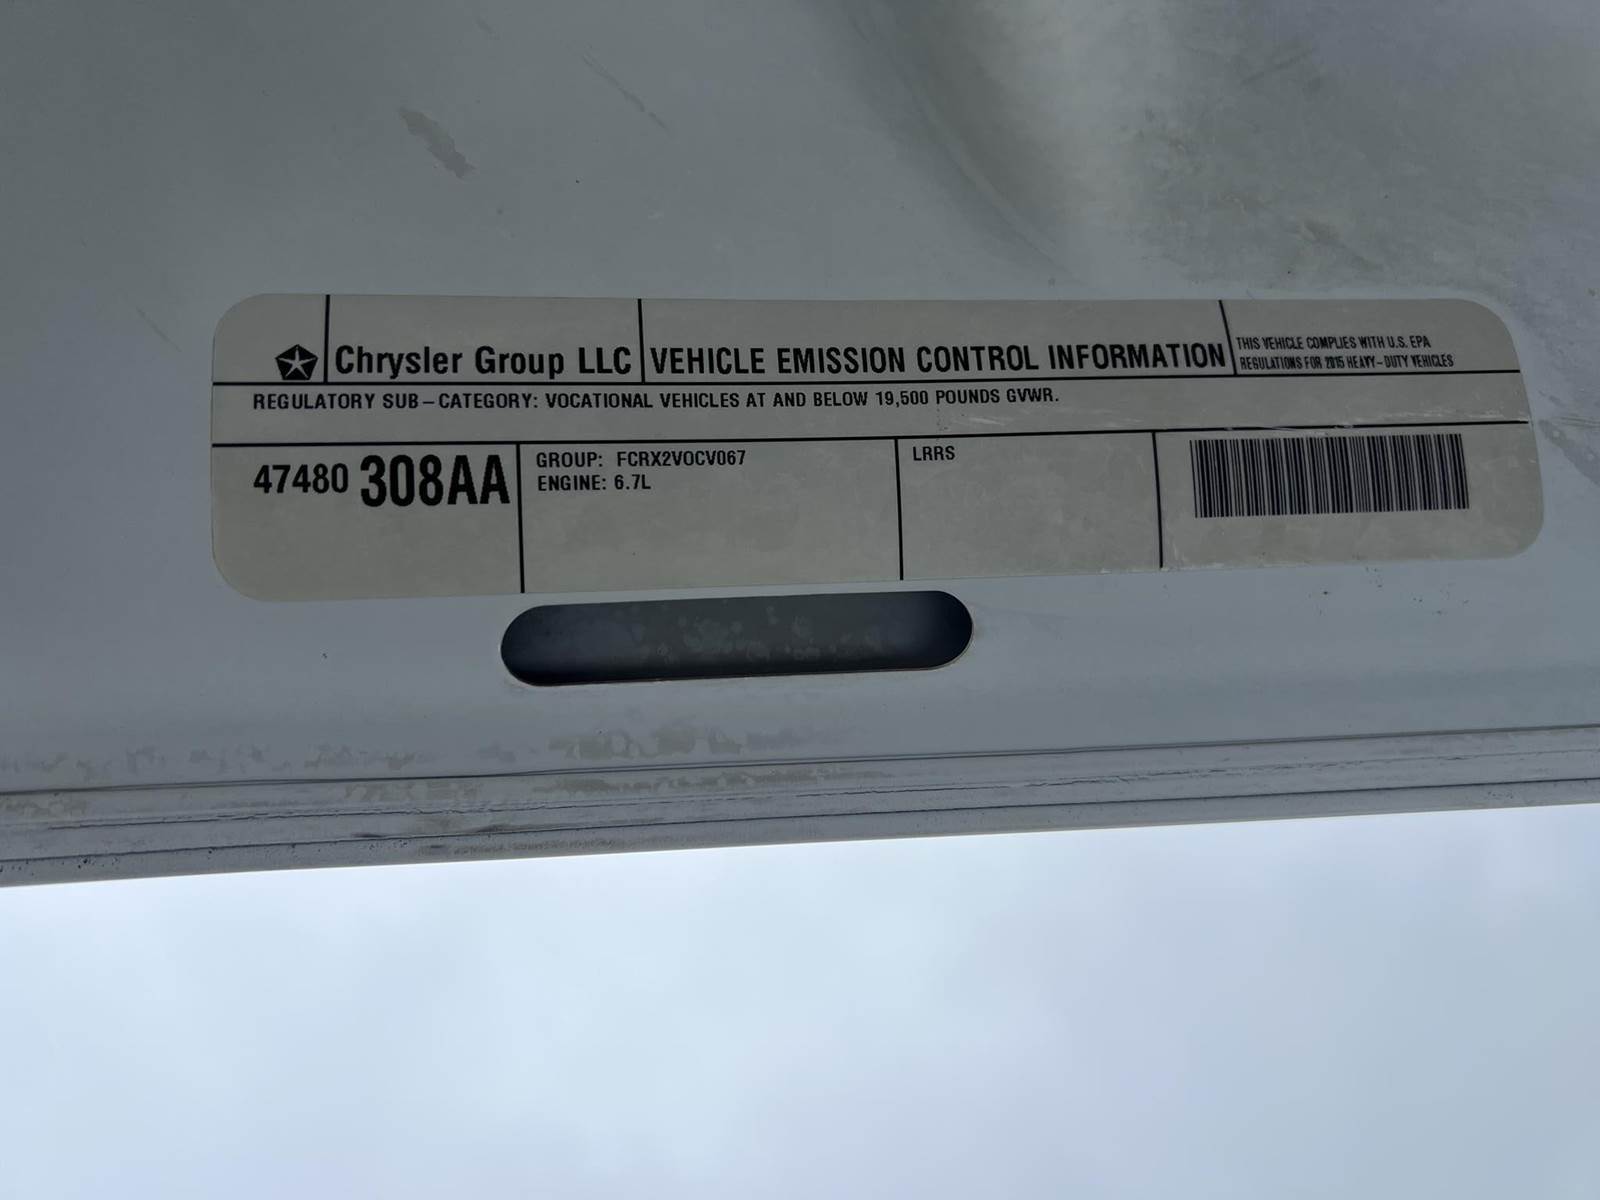 Chrysler Group LLC
VEHICLE EMISSION CONTROL INFORMATION
THIS VEHICLE COMPLIES WITH U.S. EPA
REGULATIONS FOR 2015 HEAVY-DUTY VEHICLES
REGULATORY SUB-CATEGORY: VOCATIONAL VEHICLES AT AND BELOW 19,500 POUNDS GVWR.
47480 308AA
GROUP: FCRX2VOCV067
ENGINE: 6.7L
LRRS